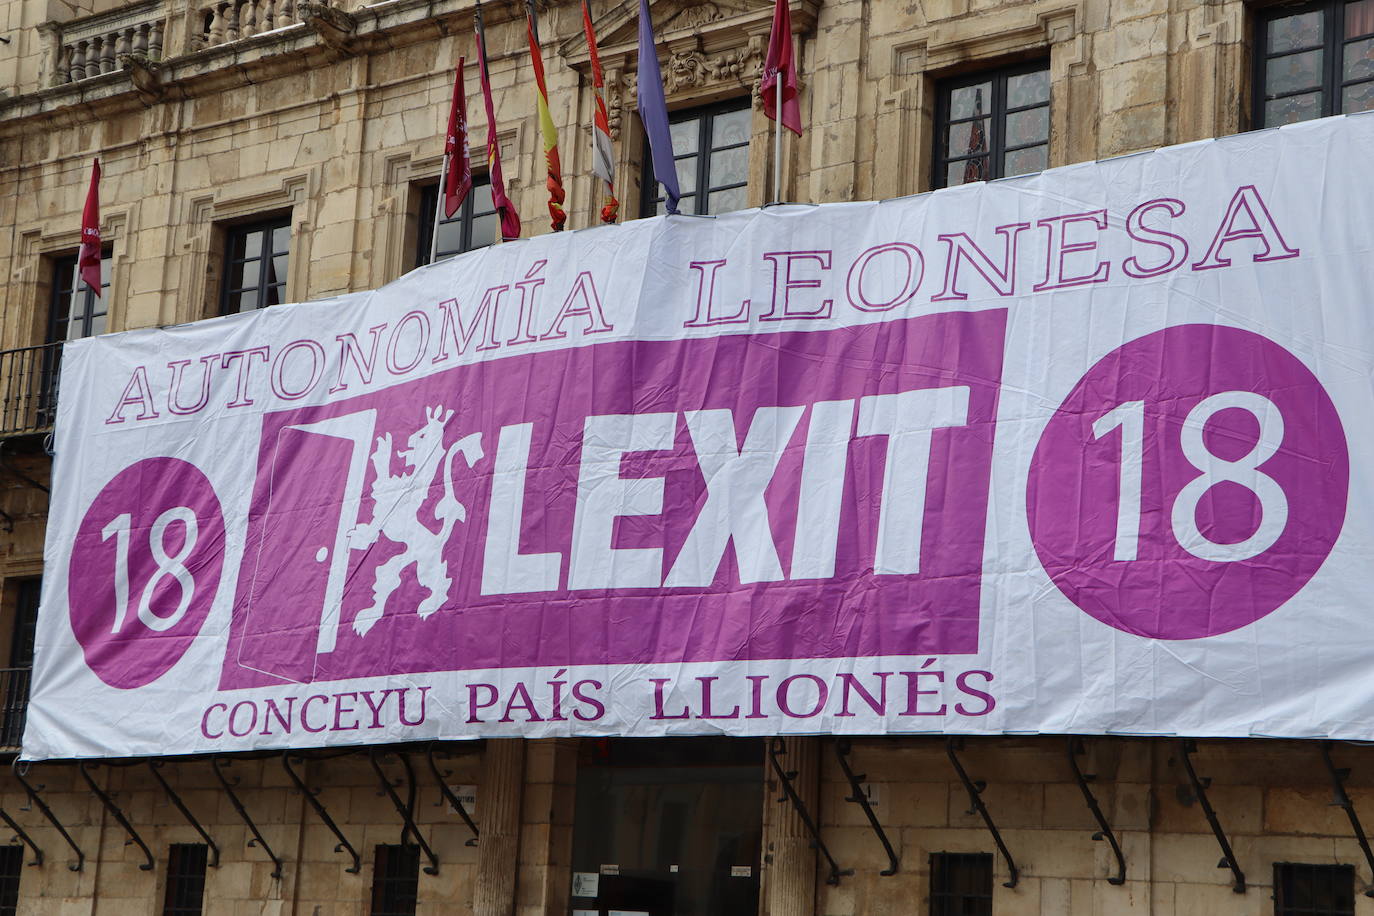 AUTONOMÍA LEONESA
18 LEXIT 18
CONCEYU PAÍS LLIONÉS